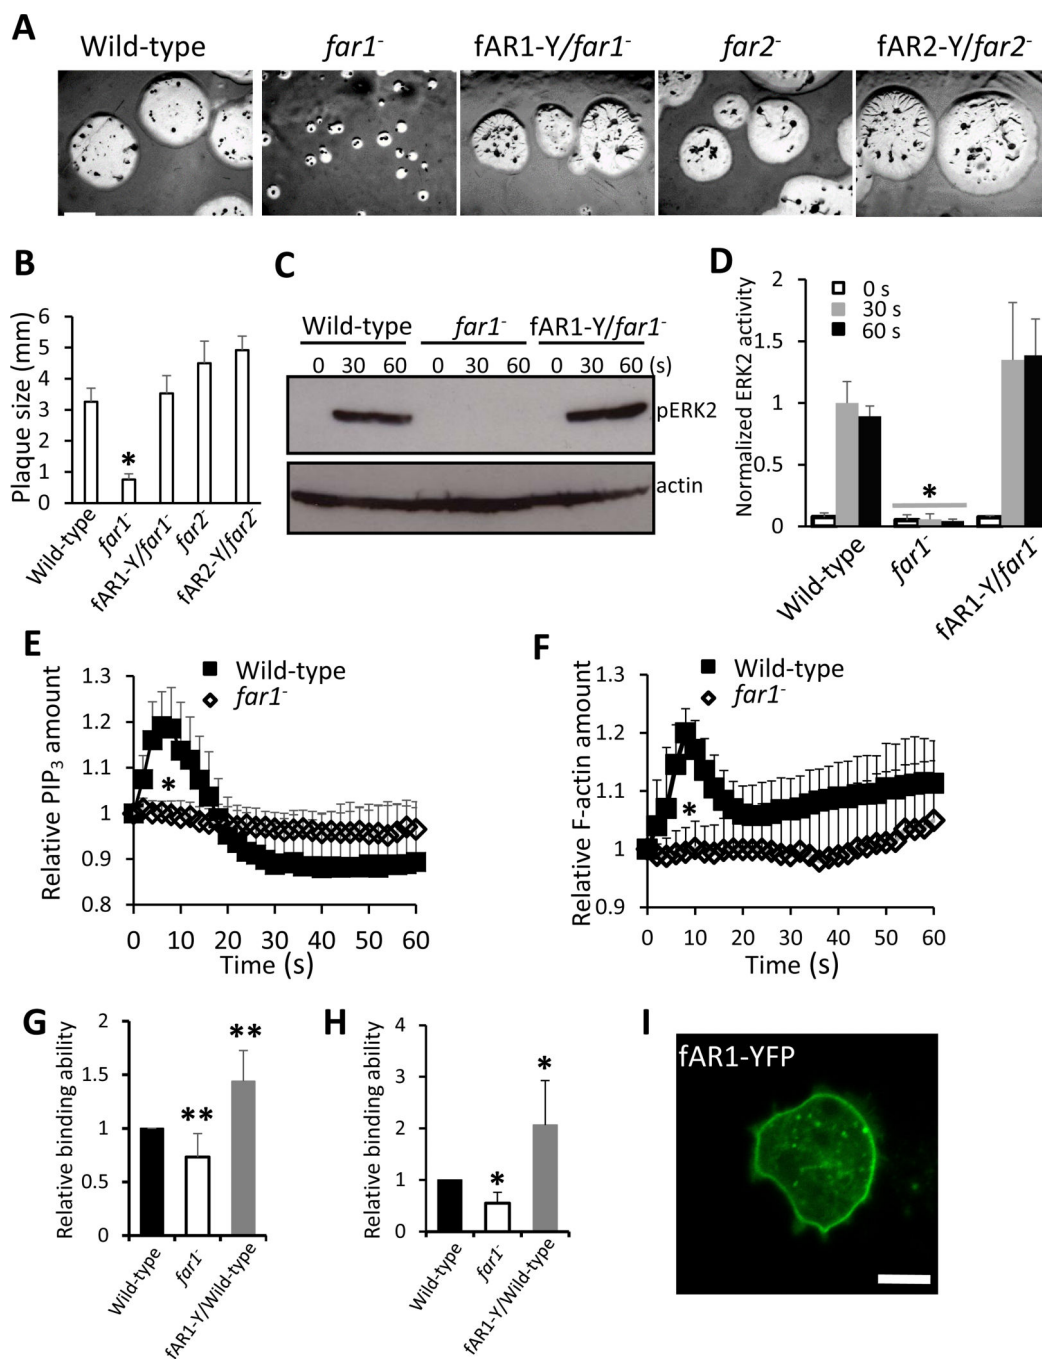 A
Wild-type far1⁻ fAR1-Y/far1⁻ far2⁻ fAR2-Y/far2⁻
B
Plaque size (mm)
6
5
4
3
2
1
0
*
Wild-type
far1⁻
fAR1-Y/far1⁻
far2⁻
fAR2-Y/far2⁻
C
Wild-type far1⁻ fAR1-Y/far1⁻
0 30 60 0 30 60 0 30 60 (s)
pERK2
actin
D
Normalized ERK2 activity
2
1.5
1
0.5
0
0 s
30 s
60 s
*
Wild-type
far1⁻
fAR1-Y/far1⁻
E
Wild-type
far1⁻
Relative PIP₃ amount
1.3
1.2
1.1
1
0.9
0.8
*
0 10 20 30 40 50 60
Time (s)
F
Wild-type
far1⁻
Relative F-actin amount
1.3
1.2
1.1
1.0
0.9
*
0 10 20 30 40 50 60
Time (s)
G
Relative binding ability
2
1.5
1
0.5
0
**
**
Wild-type
far1⁻
fAR1-Y/Wild-type
H
Relative binding ability
4
3
2
1
0
*
*
Wild-type
far1⁻
fAR1-Y/Wild-type
I
fAR1-YFP